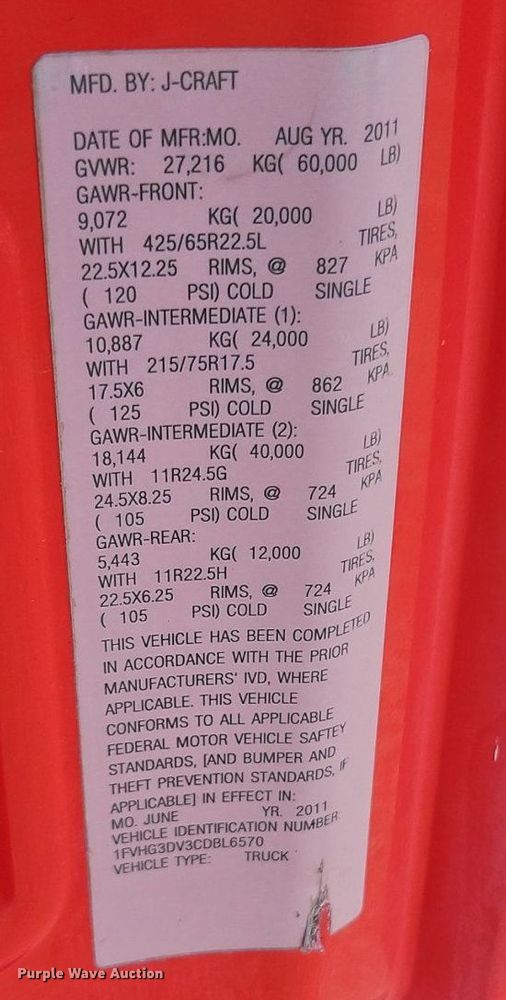 MFD. BY: J-CRAFT
DATE OF MFR:MO. AUG YR. 2011
GVWR: 27,216 KG( 60,000 LB)
GAWR-FRONT:
9,072 KG( 20,000 LB)
WITH 425/65R22.5L TIRES,
22.5X12.25 RIMS, @ 827 KPA
( 120 PSI) COLD SINGLE
GAWR-INTERMEDIATE (1):
10,887 KG( 24,000 LB)
WITH 215/75R17.5 TIRES,
17.5X6 RIMS, @ 862 KPA
( 125 PSI) COLD SINGLE
GAWR-INTERMEDIATE (2):
18,144 KG( 40,000 LB)
WITH 11R24.5G TIRES,
24.5X8.25 RIMS, @ 724 KPA
( 105 PSI) COLD SINGLE
GAWR-REAR:
5,443 KG( 12,000 LB)
WITH 11R22.5H TIRES,
22.5X6.25 RIMS, @ 724 KPA
( 105 PSI) COLD SINGLE
THIS VEHICLE HAS BEEN COMPLETED
IN ACCORDANCE WITH THE PRIOR
MANUFACTURERS' IVD, WHERE
APPLICABLE. THIS VEHICLE
CONFORMS TO ALL APPLICABLE
FEDERAL MOTOR VEHICLE SAFTEY
STANDARDS, [AND BUMPER AND
THEFT PREVENTION STANDARDS, IF
APPLICABLE] IN EFFECT IN:
MO. JUNE YR. 2011
VEHICLE IDENTIFICATION NUMBER:
1FVHG3DV3CDBL6570
VEHICLE TYPE: TRUCK
Purple Wave Auction